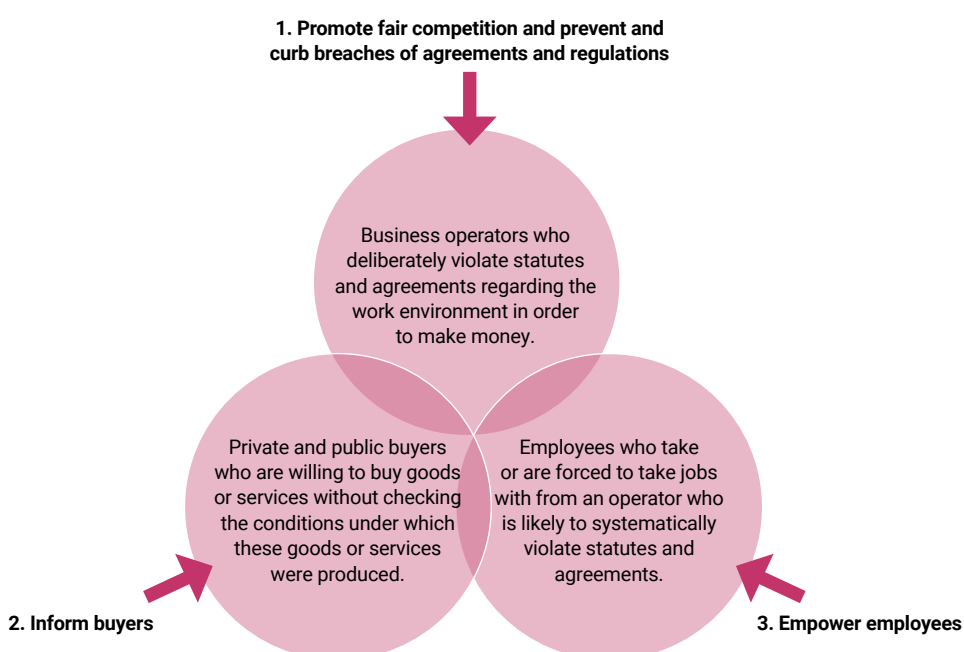 1. Promote fair competition and prevent and
curb breaches of agreements and regulations
Business operators who
deliberately violate statutes
and agreements regarding the
work environment in order
to make money.
Private and public buyers
who are willing to buy goods
or services without checking
the conditions under which
these goods or services
were produced.
Employees who take
or are forced to take jobs
with from an operator who
is likely to systematically
violate statutes and
agreements.
2. Inform buyers
3. Empower employees